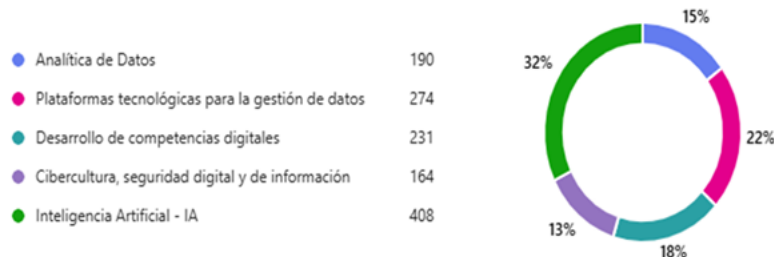 Analítica de Datos 190
Plataformas tecnológicas para la gestión de datos 274
Desarrollo de competencias digitales 231
Cibercultura, seguridad digital y de información 164
Inteligencia Artificial - IA 408
15%
32%
22%
13%
18%